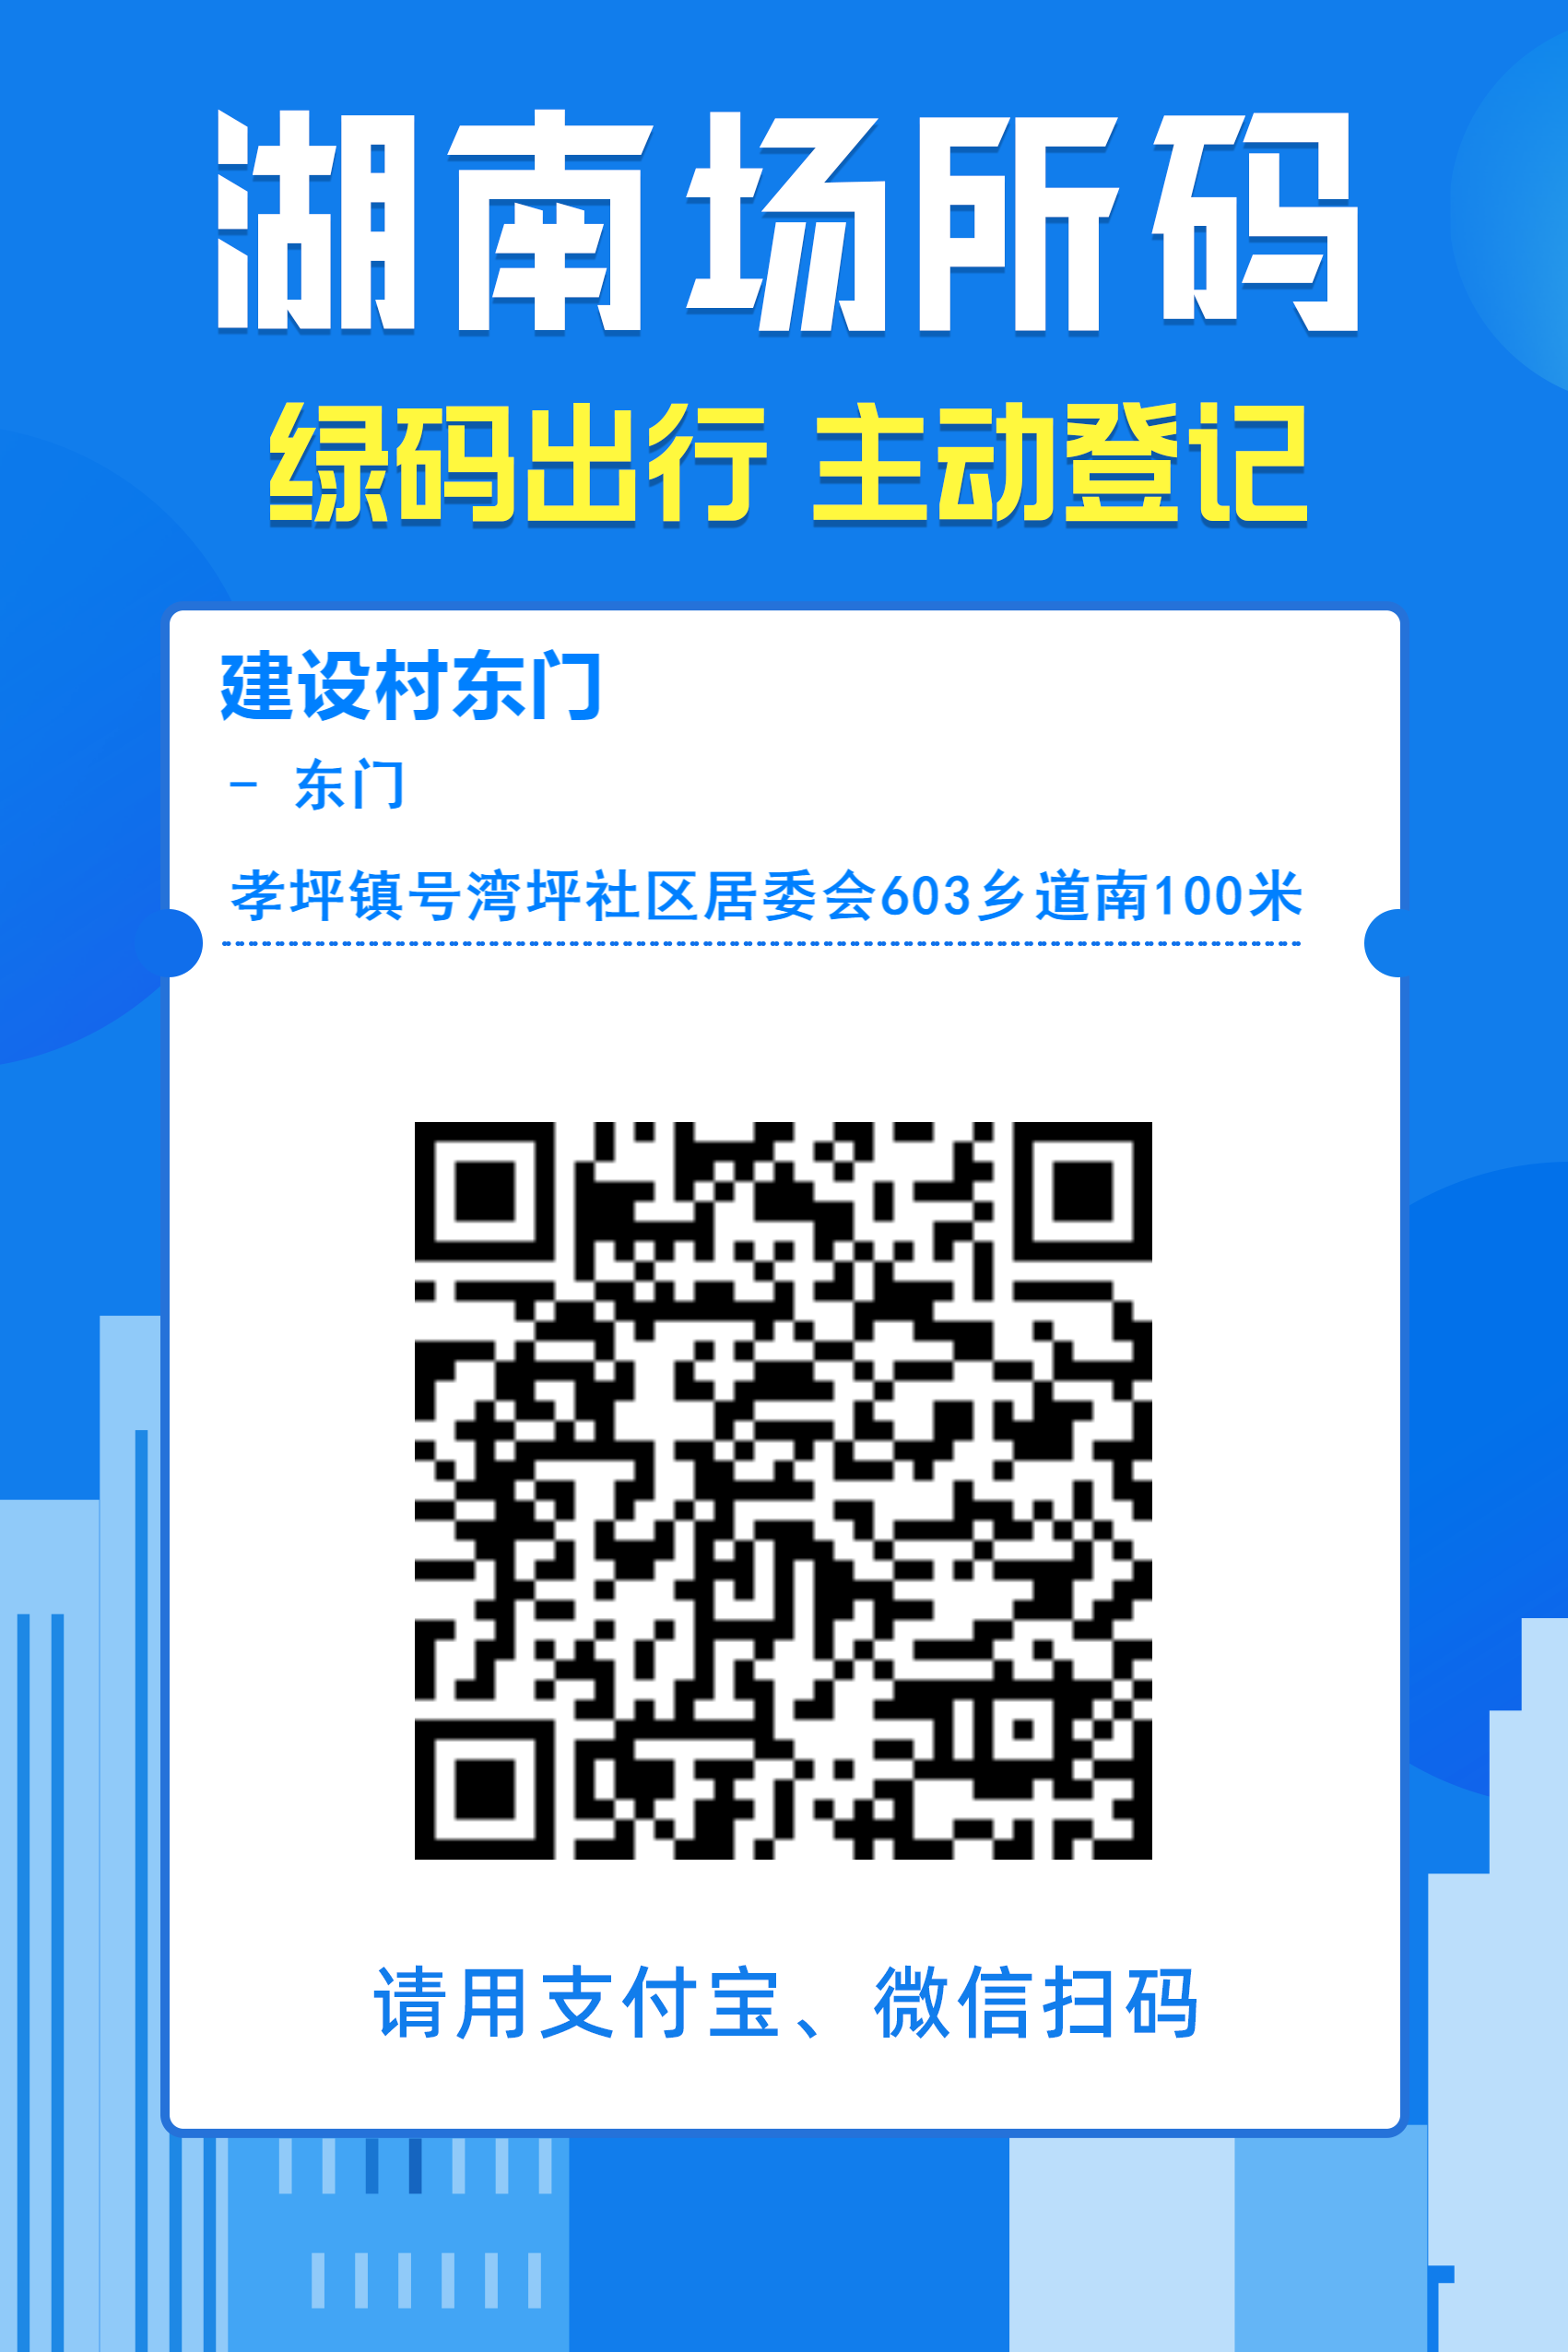 湖南场所码
绿码出行 主动登记
建设村东门
- 东门
孝坪镇号湾坪社区居委会603乡道南100米
请用支付宝、微信扫码